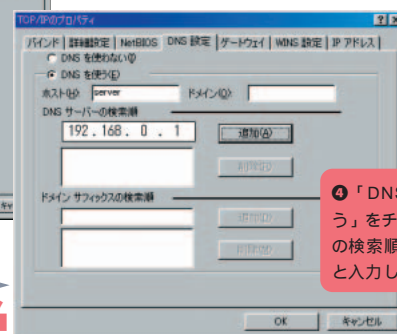 TCP/IPのプロパティ
バインド 詳細設定 NetBIOS DNS 設定 ゲートウェイ WINS 設定 IP アドレス
DNS を使わない(I)
DNS を使う(E)
ホスト(H): server ドメイン(O):
DNS サーバーの検索順
192.168. 0 . 1 追加(A)
削除(R)
ドメイン サフィックスの検索順
追加(D)
削除(M)
❹「DNS
う」をチ
の検索順
と入力し
OK キャンセル